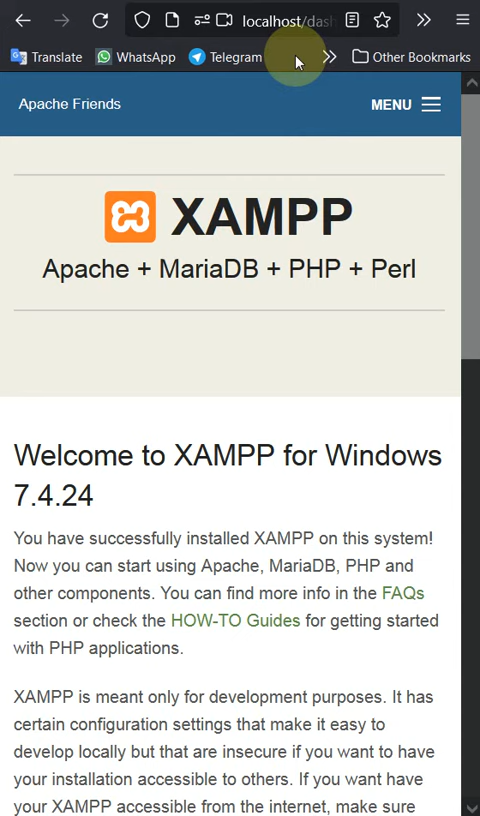 localhost/dash
Translate WhatsApp Telegram Other Bookmarks
Apache Friends MENU
XAMPP
Apache + MariaDB + PHP + Perl
Welcome to XAMPP for Windows
7.4.24
You have successfully installed XAMPP on this system!
Now you can start using Apache, MariaDB, PHP and
other components. You can find more info in the FAQs
section or check the HOW-TO Guides for getting started
with PHP applications.
XAMPP is meant only for development purposes. It has
certain configuration settings that make it easy to
develop locally but that are insecure if you want to have
your installation accessible to others. If you want have
your XAMPP accessible from the internet, make sure